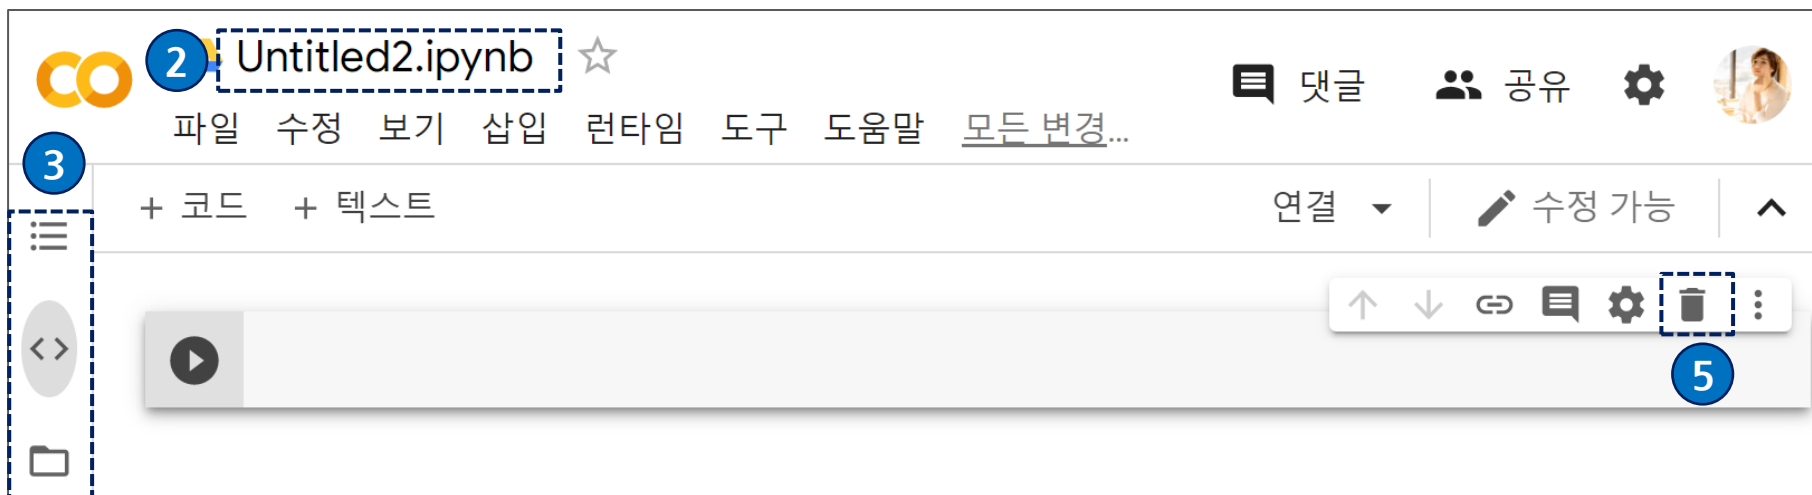 2 Untitled2.ipynb
댓글 공유
파일 수정 보기 삽입 런타임 도구 도움말 모든 변경...
3
+ 코드 + 텍스트 연결 수정 가능
5